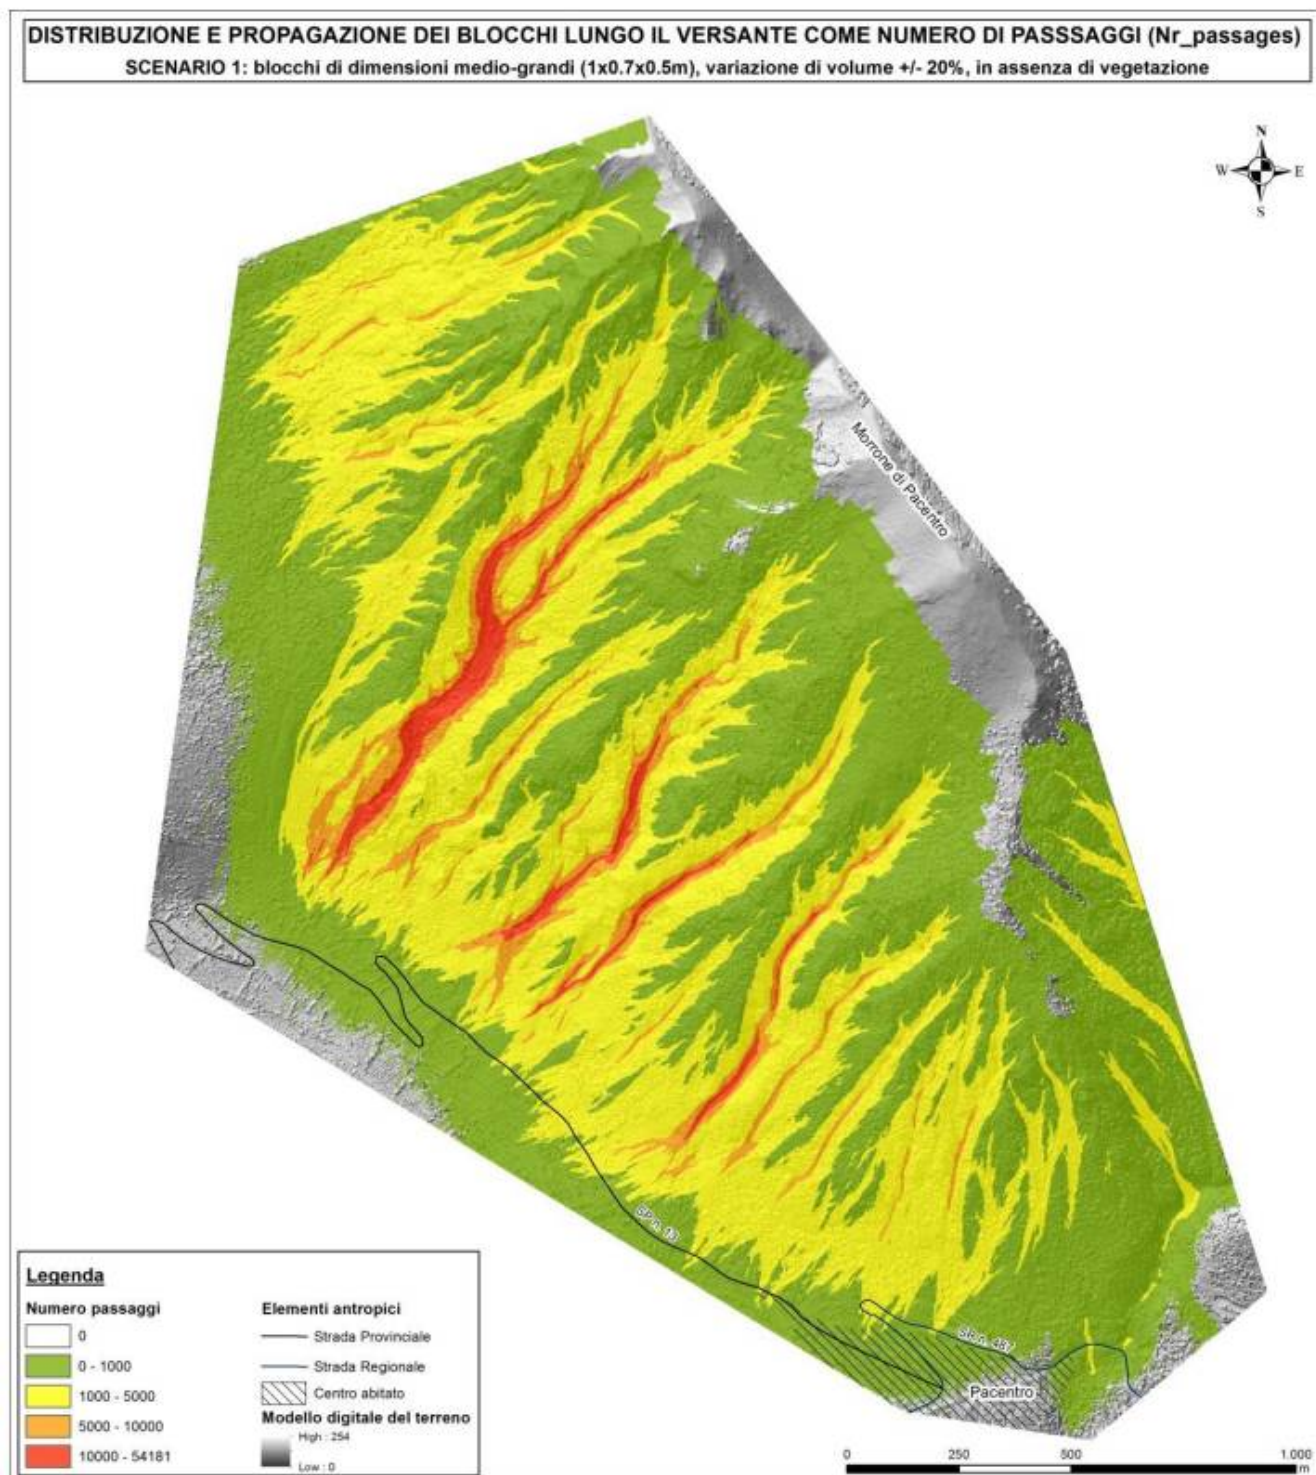 DISTRIBUZIONE E PROPAGAZIONE DEI BLOCCHI LUNGO IL VERSANTE COME NUMERO DI PASSSAGGI (Nr_passages)
SCENARIO 1: blocchi di dimensioni medio-grandi (1x0.7x0.5m), variazione di volume +/- 20%, in assenza di vegetazione
N
W E
S
Morrone di Pacentro
SP n. 13
SR n. 487
Pacentro
Legenda
Numero passaggi
0
0 - 1000
1000 - 5000
5000 - 10000
10000 - 54181
Elementi antropici
Strada Provinciale
Strada Regionale
Centro abitato
Modello digitale del terreno
High : 254
Low : 0
0 250 500 1.000
m